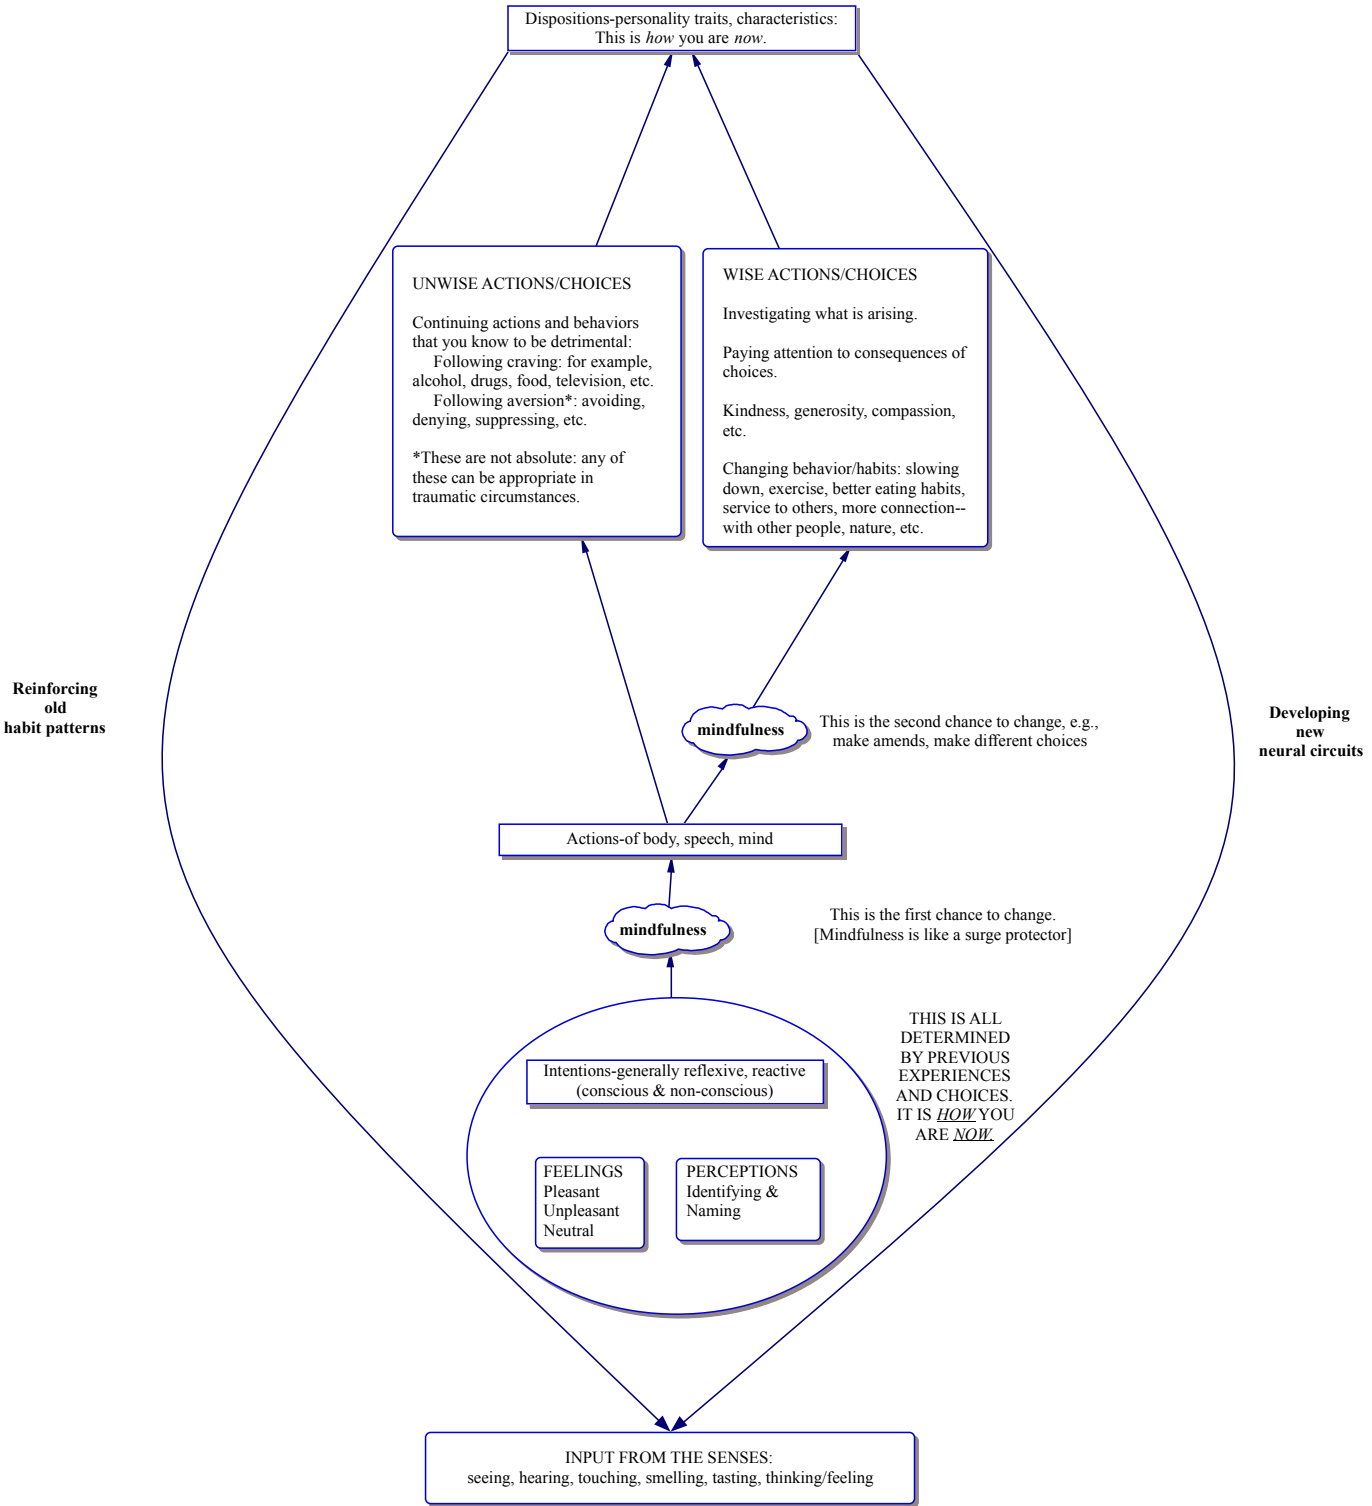 Dispositions-personality traits, characteristics:
This is how you are now.
UNWISE ACTIONS/CHOICES
Continuing actions and behaviors
that you know to be detrimental:
Following craving: for example,
alcohol, drugs, food, television, etc.
Following aversion*: avoiding,
denying, suppressing, etc.
*These are not absolute: any of
these can be appropriate in
traumatic circumstances.
WISE ACTIONS/CHOICES
Investigating what is arising.
Paying attention to consequences of
choices.
Kindness, generosity, compassion,
etc.
Changing behavior/habits: slowing
down, exercise, better eating habits,
service to others, more connection--
with other people, nature, etc.
Reinforcing
old
habit patterns
mindfulness
This is the second chance to change, e.g.,
make amends, make different choices
Developing
new
neural circuits
Actions-of body, speech, mind
mindfulness
This is the first chance to change.
[Mindfulness is like a surge protector]
THIS IS ALL
DETERMINED
BY PREVIOUS
EXPERIENCES
AND CHOICES.
IT IS HOW YOU
ARE NOW.
Intentions-generally reflexive, reactive
(conscious & non-conscious)
FEELINGS
Pleasant
Unpleasant
Neutral
PERCEPTIONS
Identifying &
Naming
INPUT FROM THE SENSES:
seeing, hearing, touching, smelling, tasting, thinking/feeling